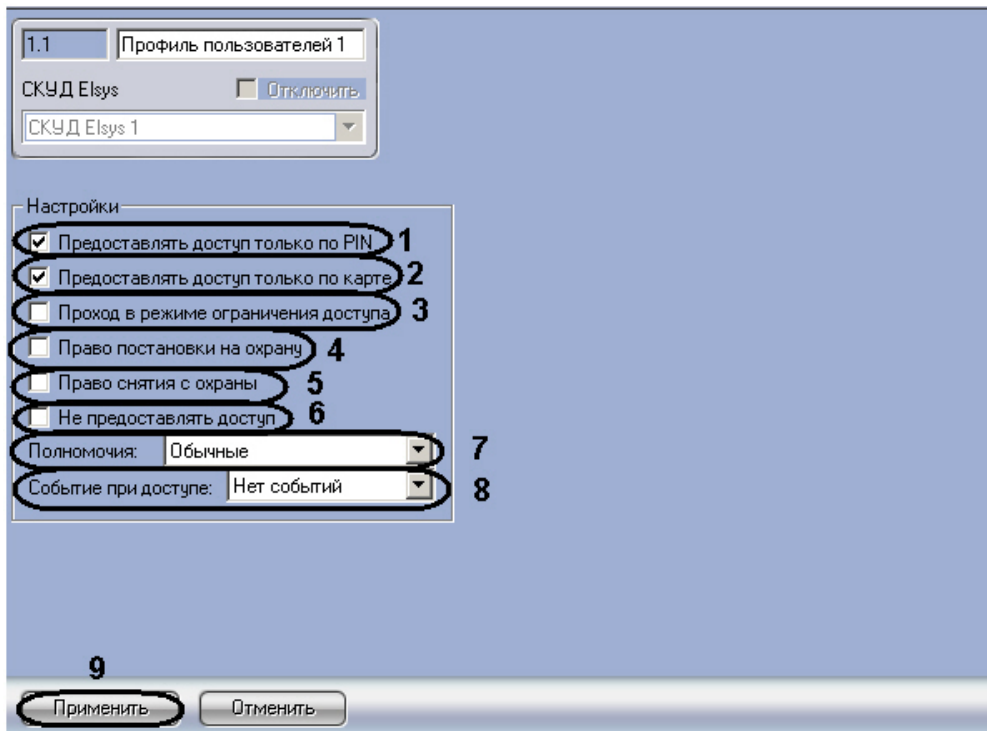 1.1 Профиль пользователей 1
СКУД Elsys Отключить
СКУД Elsys 1
Настройки
Предоставлять доступ только по PIN 1
Предоставлять доступ только по карте 2
Проход в режиме ограничения доступа 3
Право постановки на охрану 4
Право снятия с охраны 5
Не предоставлять доступ 6
Полномочия: Обычные 7
Событие при доступе: Нет событий 8
9
Применить Отменить